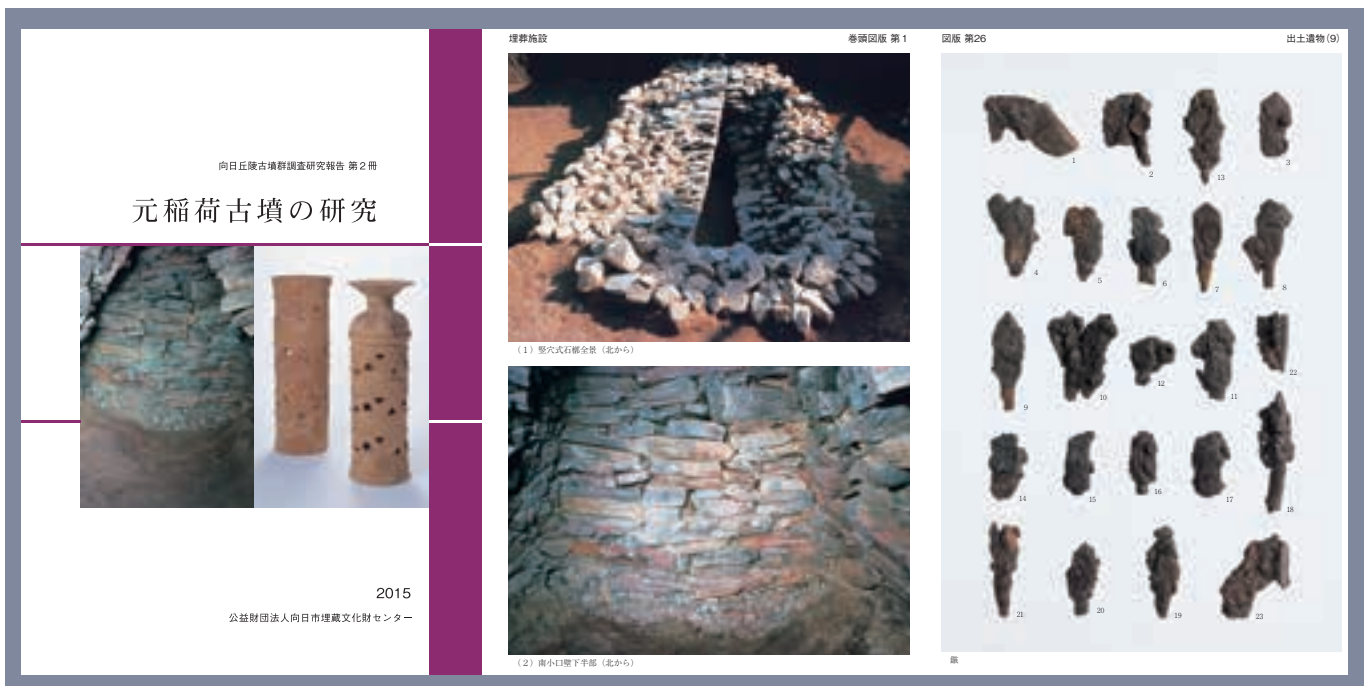 向日丘陵古墳群調査研究報告 第2冊
元稲荷古墳の研究
2015
公益財団法人向日市埋蔵文化財センター
埋葬施設
巻頭図版 第1
（1）竪穴式石槨全景（北から）
（2）南小口壁下半部（北から）
図版 第26
出土遺物（9）
1
2
13
3
4
5
6
7
8
9
10
12
11
22
14
15
16
17
18
21
20
19
23